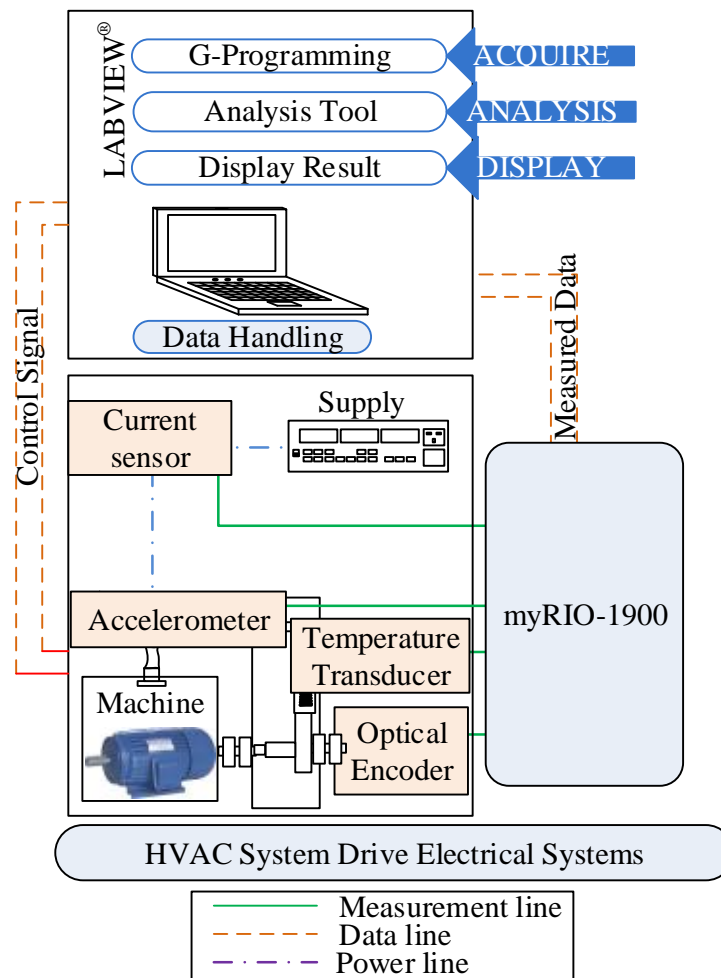 LABVIEW®
G-Programming
ACQUIRE
Analysis Tool
ANALYSIS
Display Result
DISPLAY
Data Handling
Control Signal
Measured Data
Current
sensor
Supply
Accelerometer
Temperature
Transducer
myRIO-1900
Machine
Optical
Encoder
HVAC System Drive Electrical Systems
Measurement line
Data line
Power line